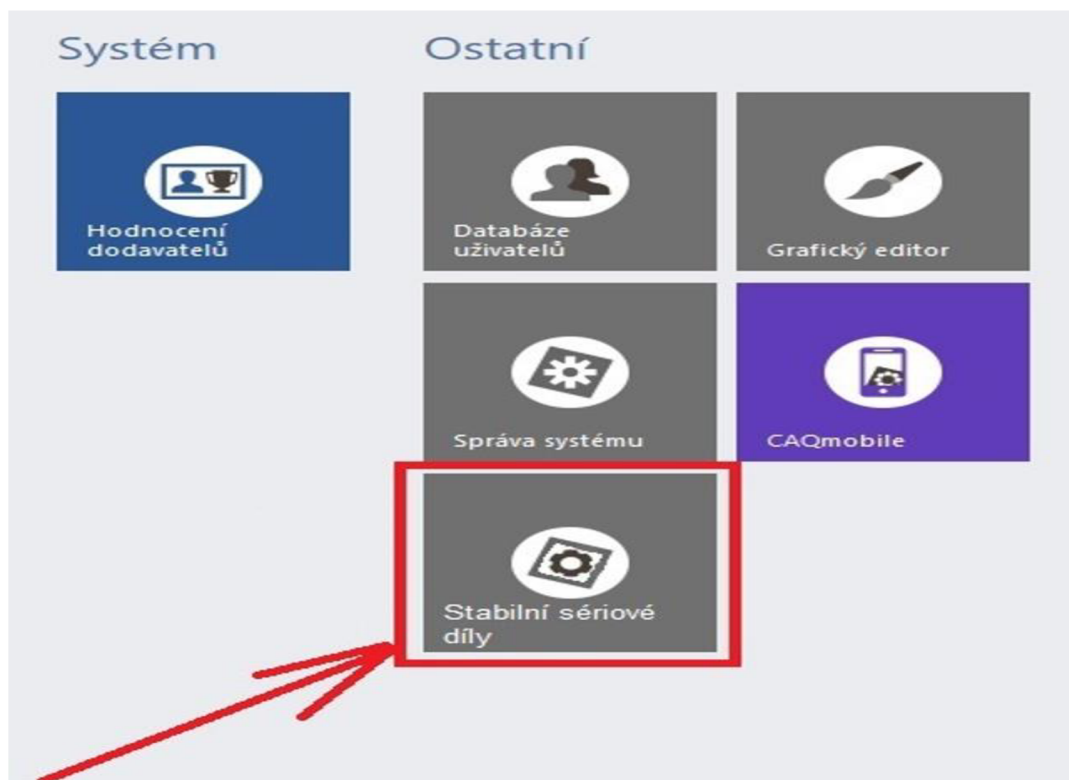 Systém
Ostatní
Hodnocení
dodavatelů
Databáze
uživatelů
Grafický editor
Správa systému
CAQmobile
Stabilní sériové
díly